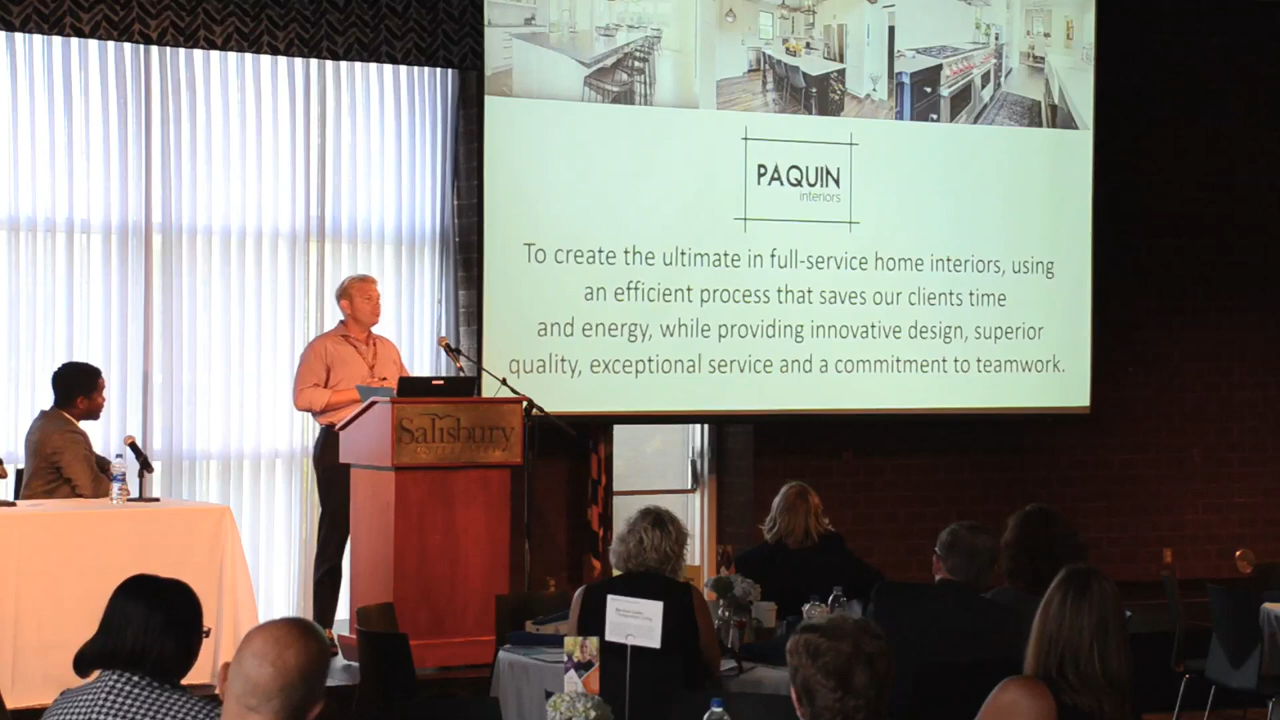 PAQUIN
interiors
To create the ultimate in full-service home interiors, using
an efficient process that saves our clients time
and energy, while providing innovative design, superior
quality, exceptional service and a commitment to teamwork.
Salisbury
UNIVERSITY